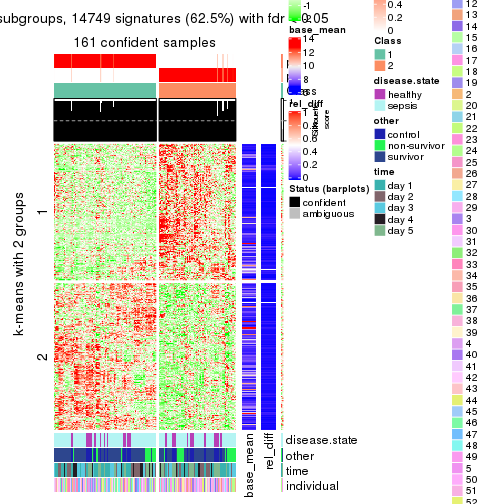 subgroups, 14749 signatures (62.5%) with fdr < 0.05
161 confident samples
k-means with 2 groups
1
2
base_mean
rel_diff
disease.state
other
time
individual
-1
-2
base_mean
14
12
10
8
6
rel_diff
1
0.8
0.6
0.4
0.2
0
Status (barplots)
confident
ambiguous
score
0.4
0.2
0
Class
1
2
disease.state
healthy
sepsis
other
control
non-survivor
survivor
time
day 1
day 2
day 3
day 4
day 5
12
13
14
15
16
17
18
19
2
20
21
22
23
24
25
26
27
28
29
3
30
31
32
33
34
35
36
37
38
39
4
40
41
42
43
44
45
46
47
48
49
5
50
51
52